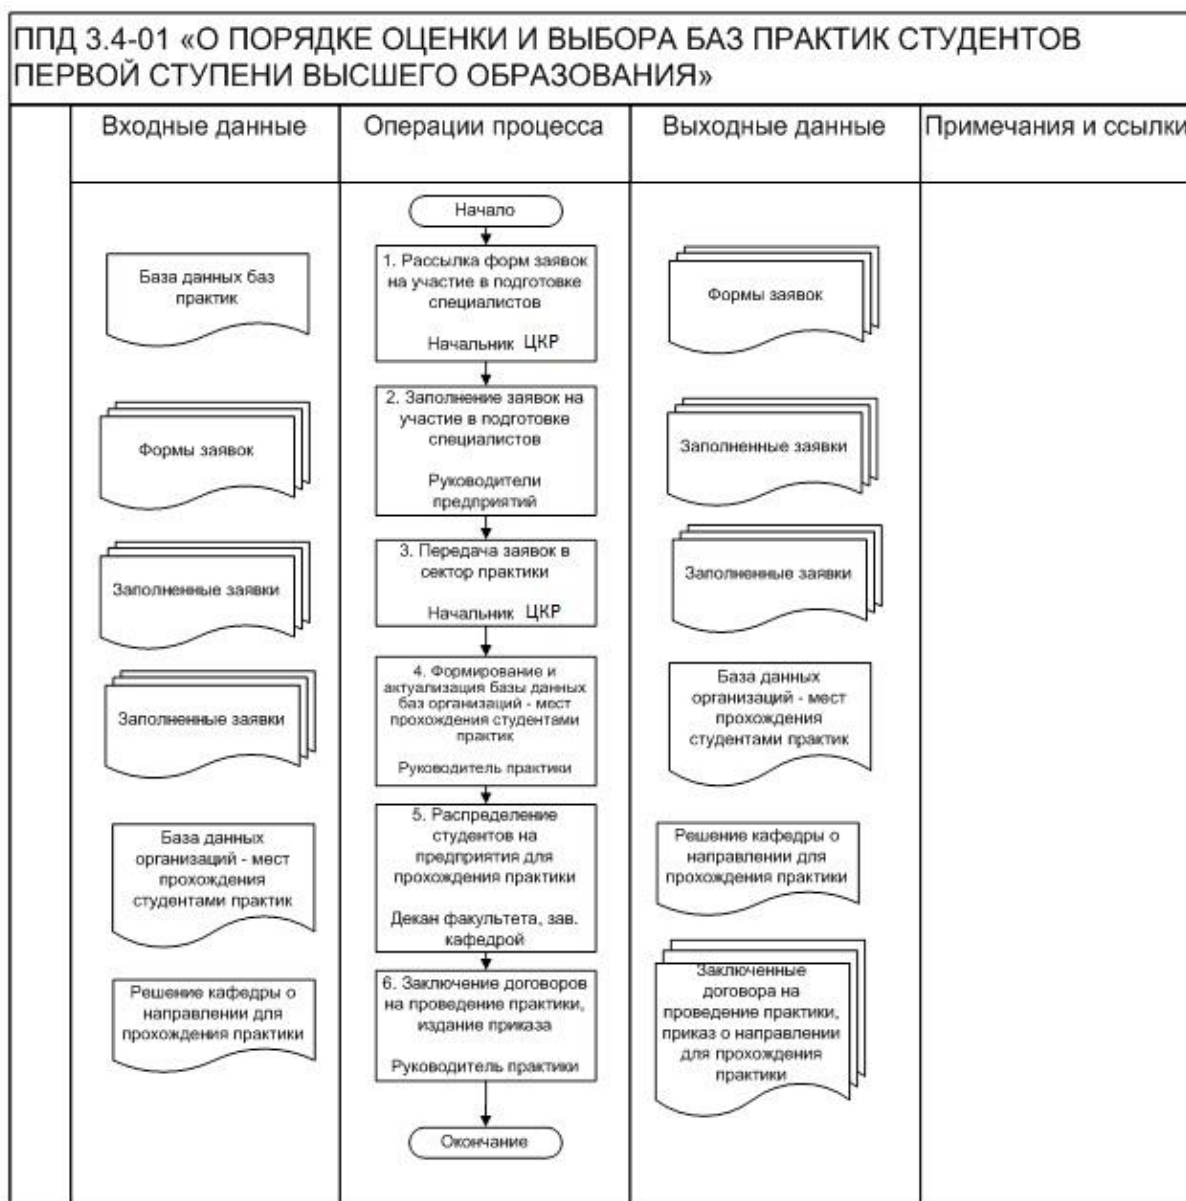 ППД 3.4-01 «О ПОРЯДКЕ ОЦЕНКИ И ВЫБОРА БАЗ ПРАКТИК СТУДЕНТОВ
ПЕРВОЙ СТУПЕНИ ВЫСШЕГО ОБРАЗОВАНИЯ»
Входные данные
Операции процесса
Выходные данные
Примечания и ссылки
Начало
База данных баз
практик
1. Рассылка форм заявок
на участие в подготовке
специалистов
Начальник ЦКР
Формы заявок
Формы заявок
2. Заполнение заявок на
участие в подготовке
специалистов
Руководители
предприятий
Заполненные заявки
Заполненные заявки
3. Передача заявок в
сектор практики
Начальник ЦКР
Заполненные заявки
Заполненные заявки
4. Формирование и
актуализация базы данных
баз организаций - мест
прохождения студентами
практик
Руководитель практики
База данных
организаций - мест
прохождения
студентами практик
База данных
организаций - мест
прохождения
студентами практик
5. Распределение
студентов на
предприятия для
прохождения практики
Декан факультета, зав.
кафедрой
Решение кафедры о
направлении для
прохождения практики
Решение кафедры о
направлении для
прохождения практики
6. Заключение договоров
на проведение практики,
издание приказа
Руководитель практики
Заключенные
договора на
проведение практики,
приказ о направлении
для прохождения
практики
Окончание